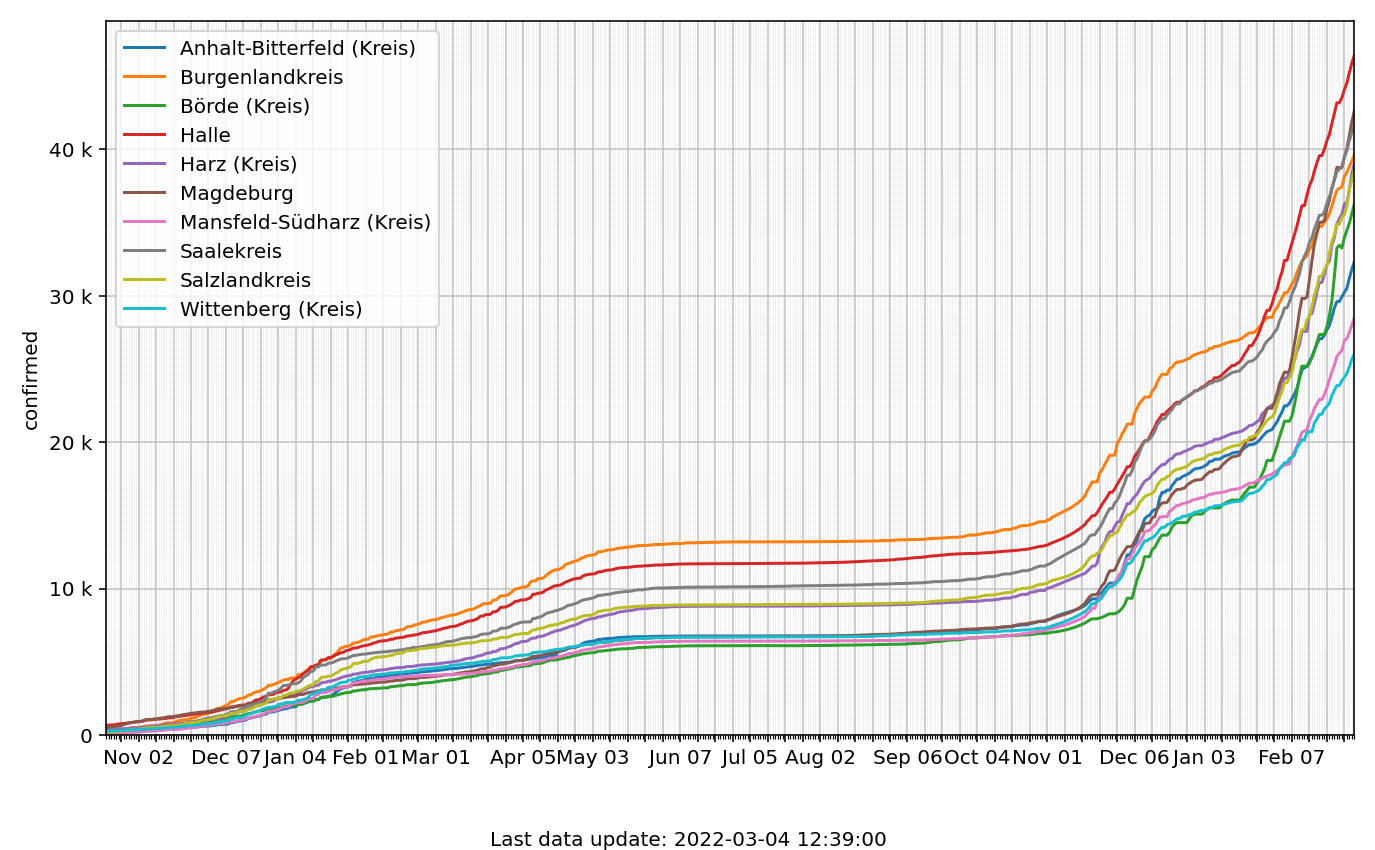 Anhalt-Bitterfeld (Kreis)
Burgenlandkreis
Börde (Kreis)
Halle
Harz (Kreis)
Magdeburg
Mansfeld-Südharz (Kreis)
Saalekreis
Salzlandkreis
Wittenberg (Kreis)
confirmed
40 k
30 k
20 k
10 k
0
Nov 02 Dec 07 Jan 04 Feb 01 Mar 01 Apr 05 May 03 Jun 07 Jul 05 Aug 02 Sep 06 Oct 04 Nov 01 Dec 06 Jan 03 Feb 07
Last data update: 2022-03-04 12:39:00